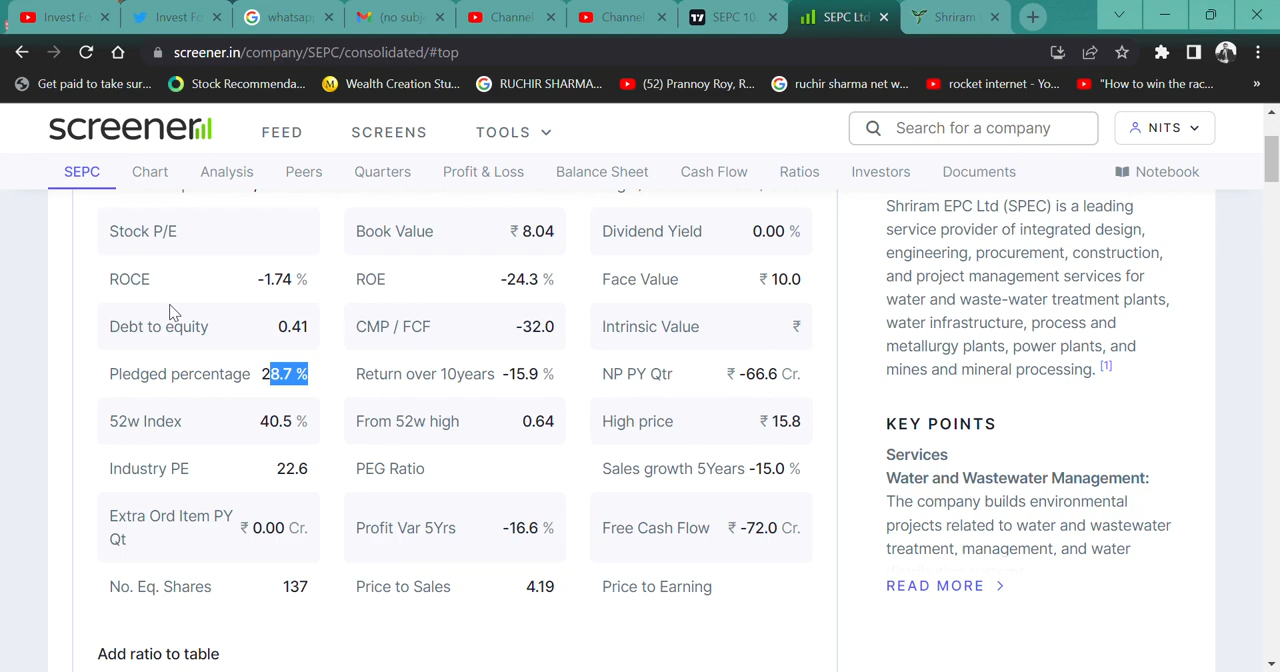 Invest Fo
Invest Fo
whatsap
(no subj
Channel
Channel
SEPC 10.
SEPC Ltd
Shriram
screener.in/company/SEPC/consolidated/#top
Get paid to take sur...
Stock Recommenda...
Wealth Creation Stu...
RUCHIR SHARMA...
(52) Prannoy Roy, R...
ruchir sharma net w...
rocket internet - Yo...
"How to win the rac...
»
screener
FEED
SCREENS
TOOLS
Search for a company
NITS
SEPC
Chart
Analysis
Peers
Quarters
Profit & Loss
Balance Sheet
Cash Flow
Ratios
Investors
Documents
Notebook
Stock P/E
Book Value ₹ 8.04
Dividend Yield 0.00 %
ROCE -1.74 %
ROE -24.3 %
Face Value ₹ 10.0
Debt to equity 0.41
CMP / FCF -32.0
Intrinsic Value ₹
Pledged percentage 28.7 %
Return over 10years -15.9 %
NP PY Qtr ₹ -66.6 Cr.
52w Index 40.5 %
From 52w high 0.64
High price ₹ 15.8
Industry PE 22.6
PEG Ratio
Sales growth 5Years -15.0 %
Extra Ord Item PY
Qt ₹ 0.00 Cr.
Profit Var 5Yrs -16.6 %
Free Cash Flow ₹ -72.0 Cr.
No. Eq. Shares 137
Price to Sales 4.19
Price to Earning
Add ratio to table
Shriram EPC Ltd (SPEC) is a leading
service provider of integrated design,
engineering, procurement, construction,
and project management services for
water and waste-water treatment plants,
water infrastructure, process and
metallurgy plants, power plants, and
mines and mineral processing. [1]
KEY POINTS
Services
Water and Wastewater Management:
The company builds environmental
projects related to water and wastewater
treatment, management, and water
READ MORE >